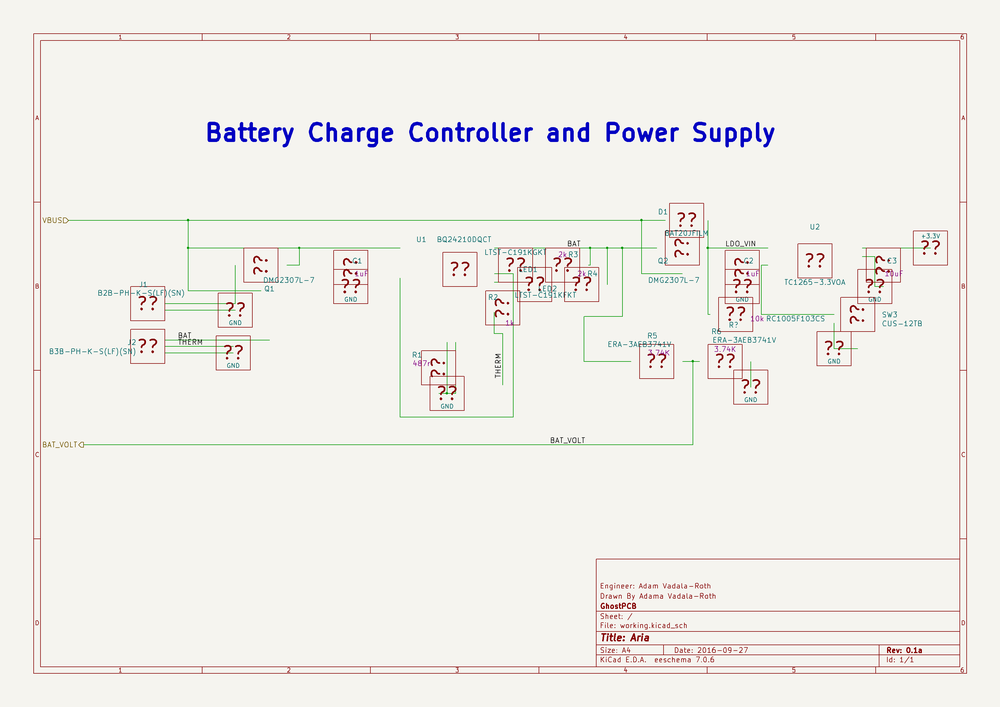 1 2 3 4 5 6
A A
Battery Charge Controller and Power Supply
VBUS
D1
??
BAT20JFILM
??
U1 BQ24210DQCT
BAT
LDO_VIN
U2
+3.3V
??
LTST-C191KGKT
2k R3
Q2
DMG2307L-7
??
DMG2307L-7
Q1
C1
1uF
??
GND
??
??
LED1
??
2k R4
LED2
LTST-C191KFKT
??
C2
1uF
??
GND
??
TC1265-3.3VOA
C3
10uF
??
GND
B B
J1
B2B-PH-K-S(LF)(SN)
??
??
GND
R2
??
1k
??
R?
10k RC1005F103CS
??
SW3
CUS-12TB
J2
B3B-PH-K-S(LF)(SN)
??
BAT
THERM
??
GND
R1
487r
??
??
GND
THERM
R5
ERA-3AEB3741V
3.74K
??
R6
ERA-3AEB3741V
3.74K
??
??
GND
??
GND
BAT_VOLT
BAT_VOLT
C C
D D
Engineer: Adam Vadala-Roth
Drawn By Adama Vadala-Roth
GhostPCB
Sheet: /
File: working.kicad_sch
Title: Aria
Size: A4 Date: 2016-09-27 Rev: 0.1a
KiCad E.D.A. eeschema 7.0.6 Id: 1/1
1 2 3 4 5 6